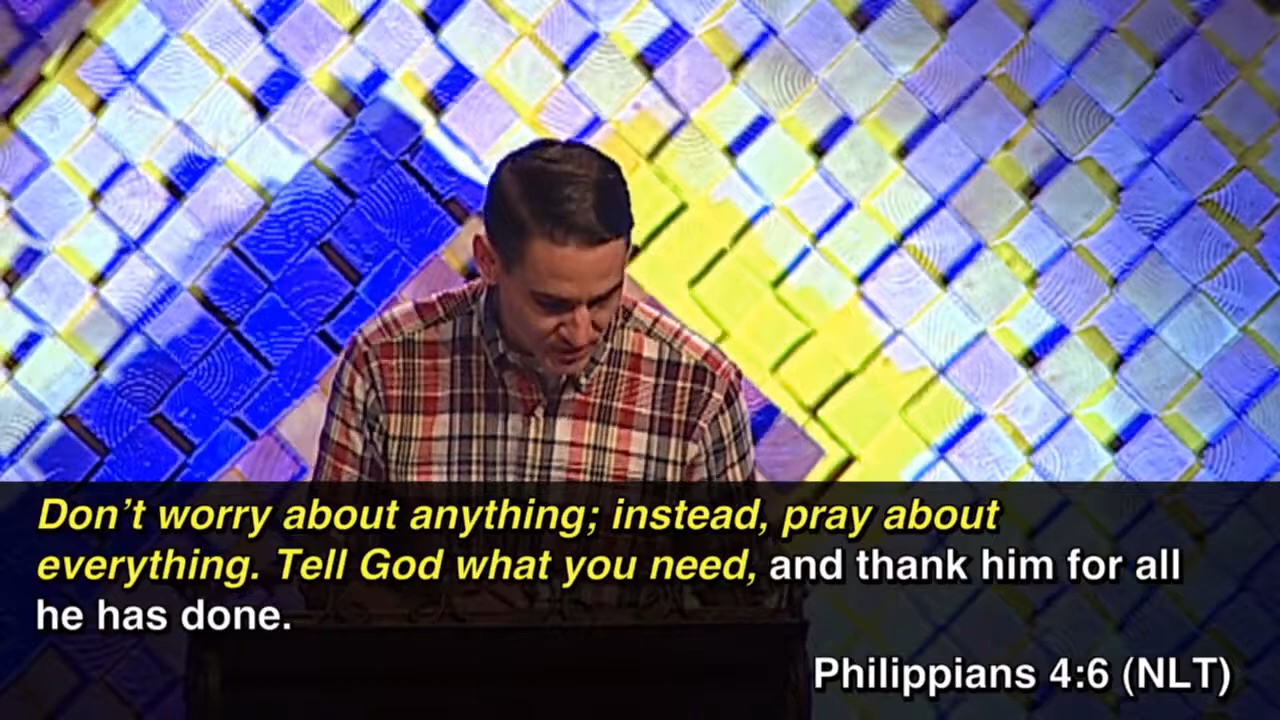 Don’t worry about anything; instead, pray about
everything. Tell God what you need, and thank him for all
he has done.
Philippians 4:6 (NLT)